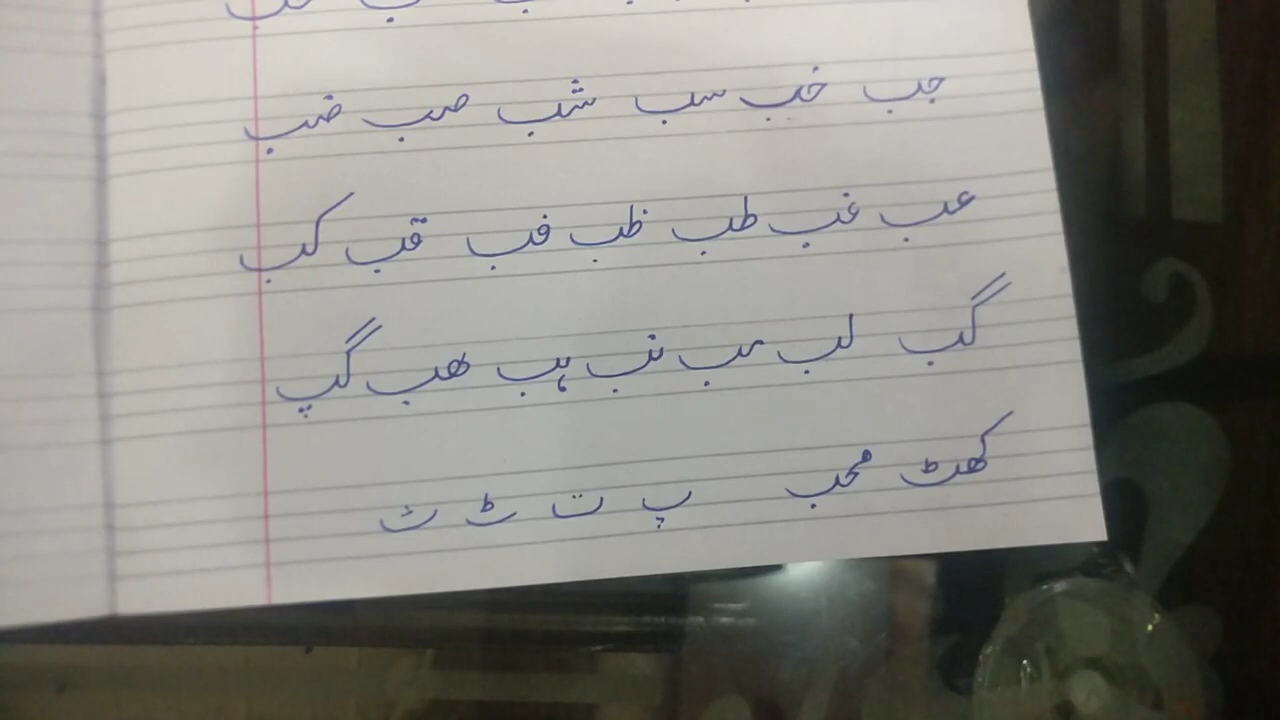 جب خب سب شب صب ضب
عب غب طب ظب فب قب کب
گب لب مب نب ہب ھب گپ
کھٹ محب پ ت ٹ ث